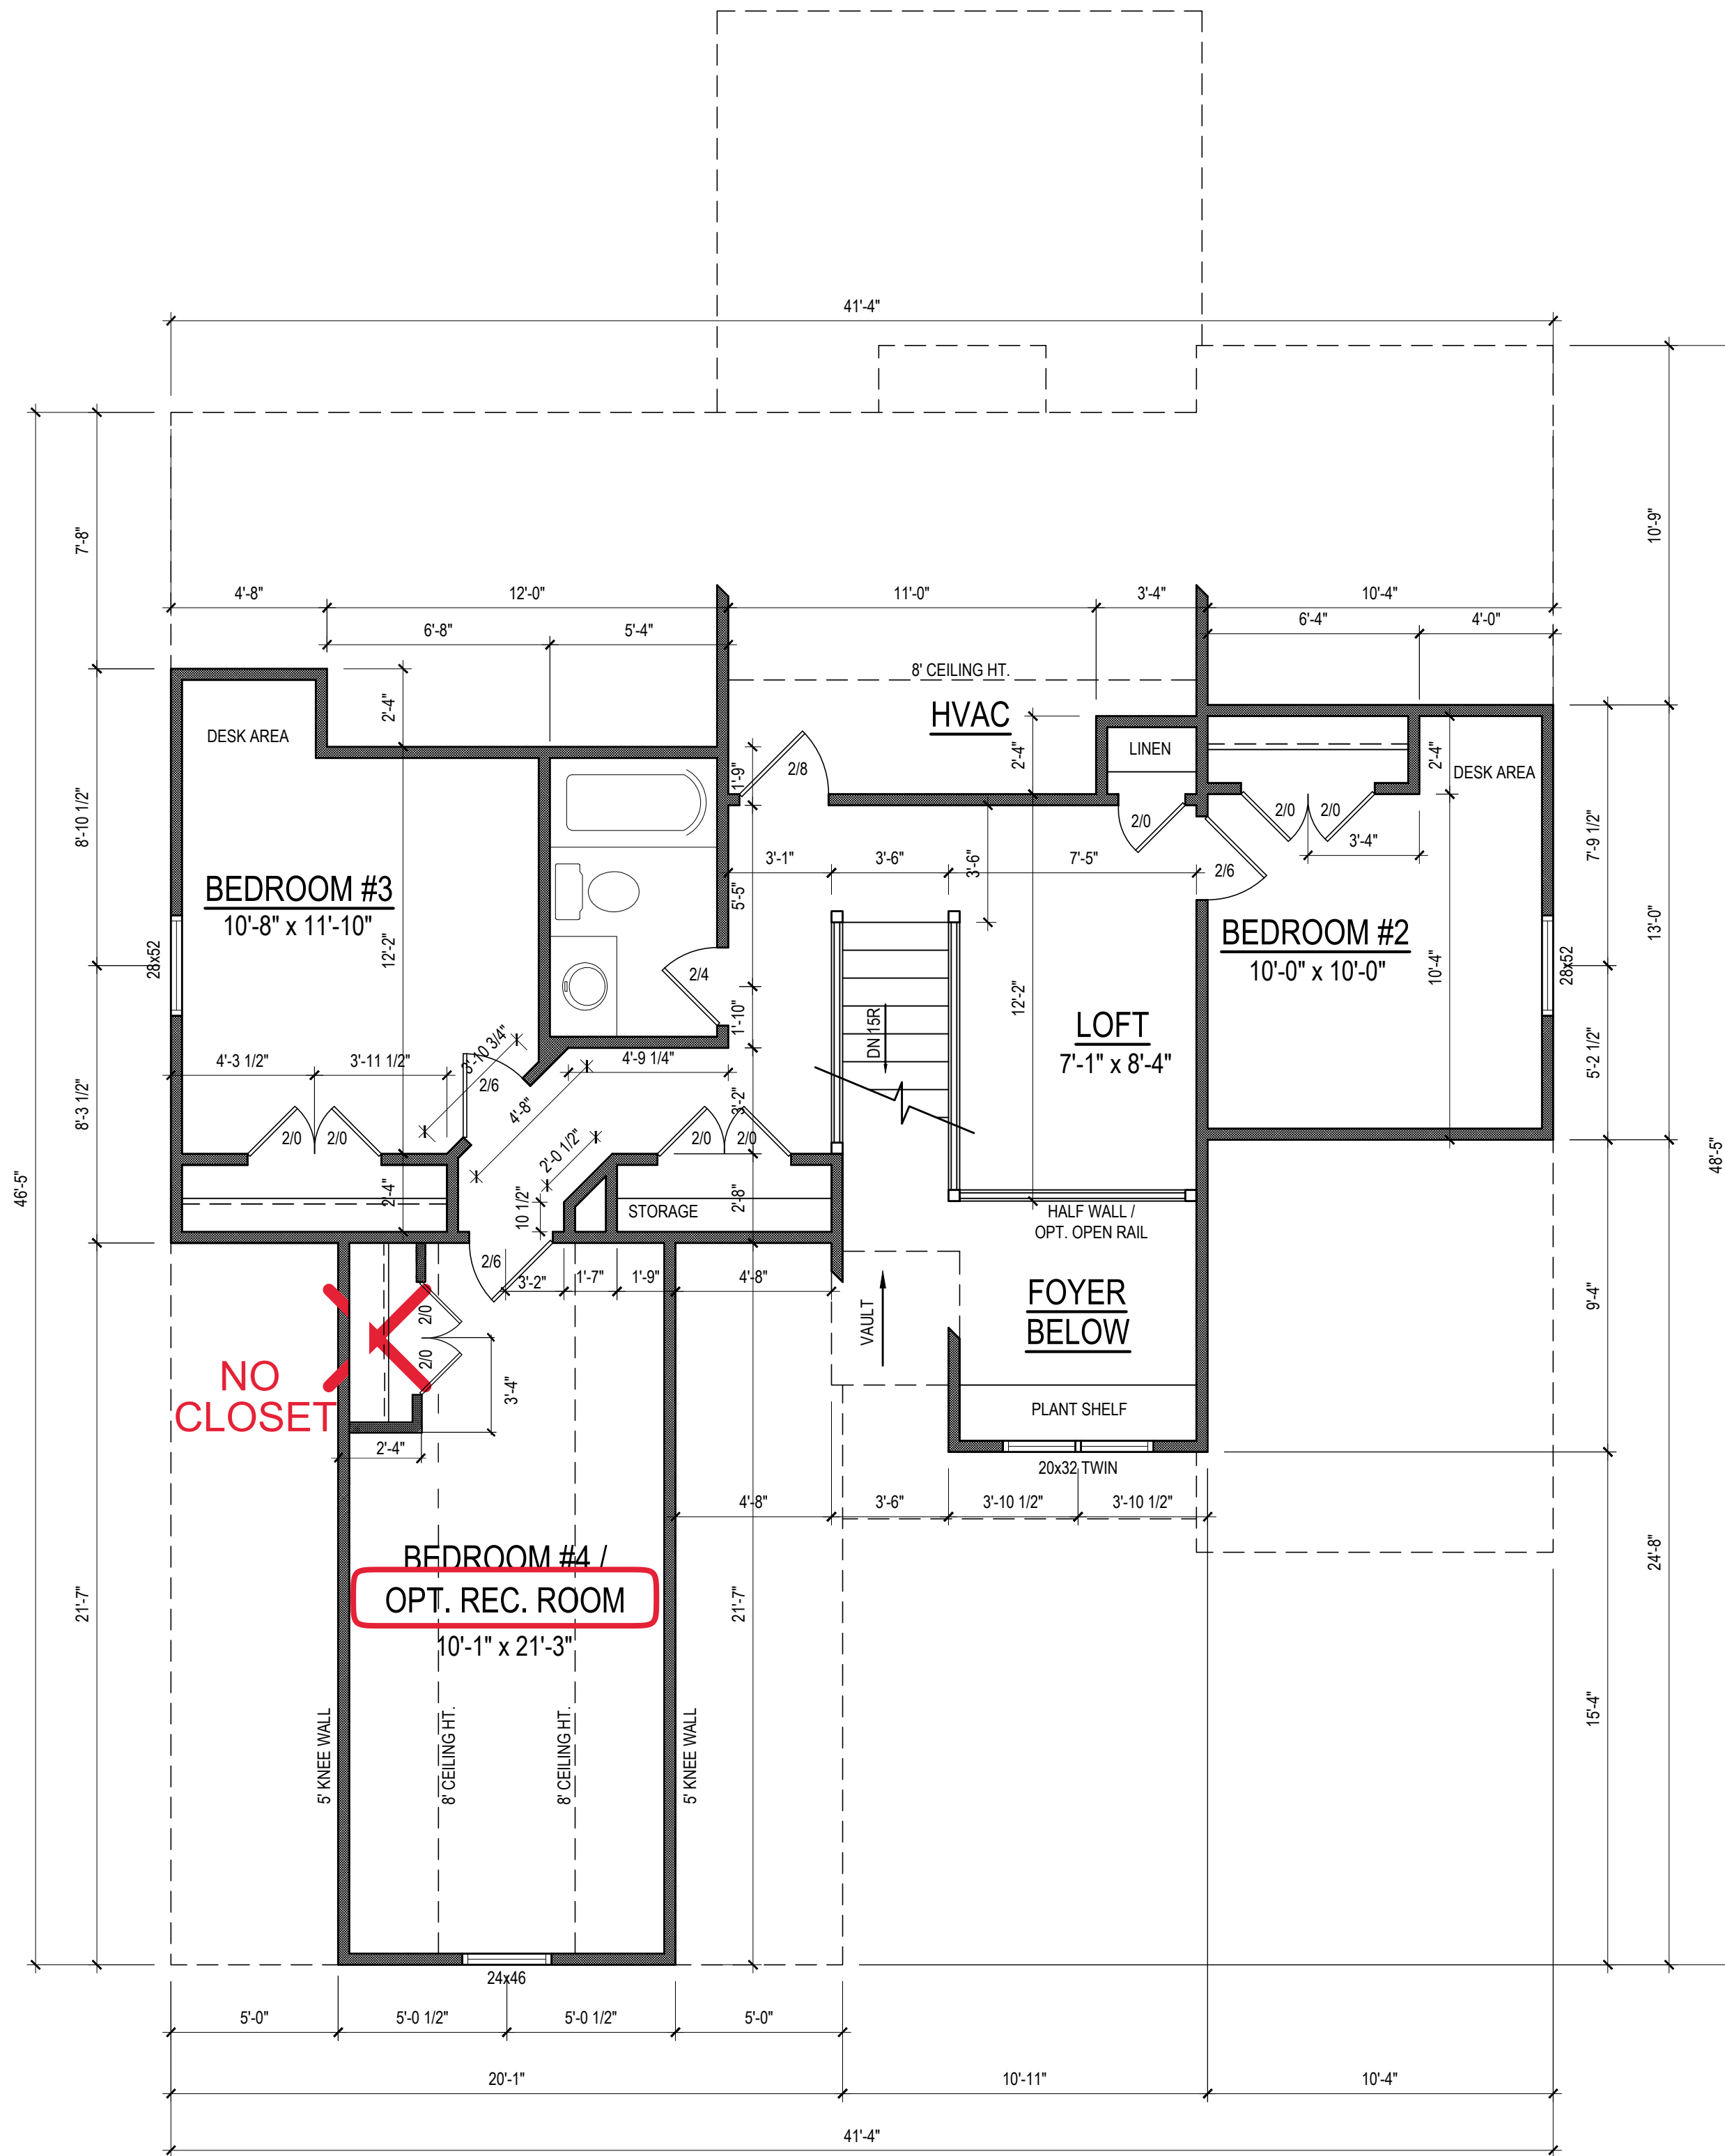 41'-4"
10'-9"
7'-8"
4'-8"
12'-0"
11'-0"
3'-4"
10'-4"
6'-8"
5'-4"
6'-4"
4'-0"
8' CEILING HT.
HVAC
2'-4"
DESK AREA
1'-9"
2/8
2'-4"
LINEN
2'-4"
DESK AREA
8'-10 1/2"
2/0
2/0
2/0
3'-4"
7'-9 1/2"
3'-1"
3'-6"
3'-6"
7'-5"
2/6
BEDROOM #3
10'-8" x 11'-10"
5'-5"
BEDROOM #2
10'-0" x 10'-0"
13'-0"
28x52
12'-2"
2/4
10'-4"
28x52
12'-2"
DN 15R
LOFT
7'-1" x 8'-4"
1'-10"
5'-2 1/2"
4'-3 1/2"
3'-11 1/2"
3'-10 3/4"
2/6
4'-9 1/4"
4'-8"
3'-2"
8'-3 1/2"
2/0
2/0
2'-0 1/2"
2/0
2/0
46'-5"
48'-5"
2'-4"
10 1/2"
STORAGE
2'-8"
HALF WALL /
OPT. OPEN RAIL
2/6
3'-2"
1'-7"
1'-9"
4'-8"
FOYER
BELOW
9'-4"
VAULT
2/0
2/0
NO
CLOSET
3'-4"
PLANT SHELF
2'-4"
20x32 TWIN
4'-8"
3'-6"
3'-10 1/2"
3'-10 1/2"
BEDROOM #4 /
OPT. REC. ROOM
10'-1" x 21'-3"
21'-7"
21'-7"
24'-8"
15'-4"
5' KNEE WALL
8' CEILING HT.
8' CEILING HT.
5' KNEE WALL
24x46
5'-0"
5'-0 1/2"
5'-0 1/2"
5'-0"
20'-1"
10'-11"
10'-4"
41'-4"